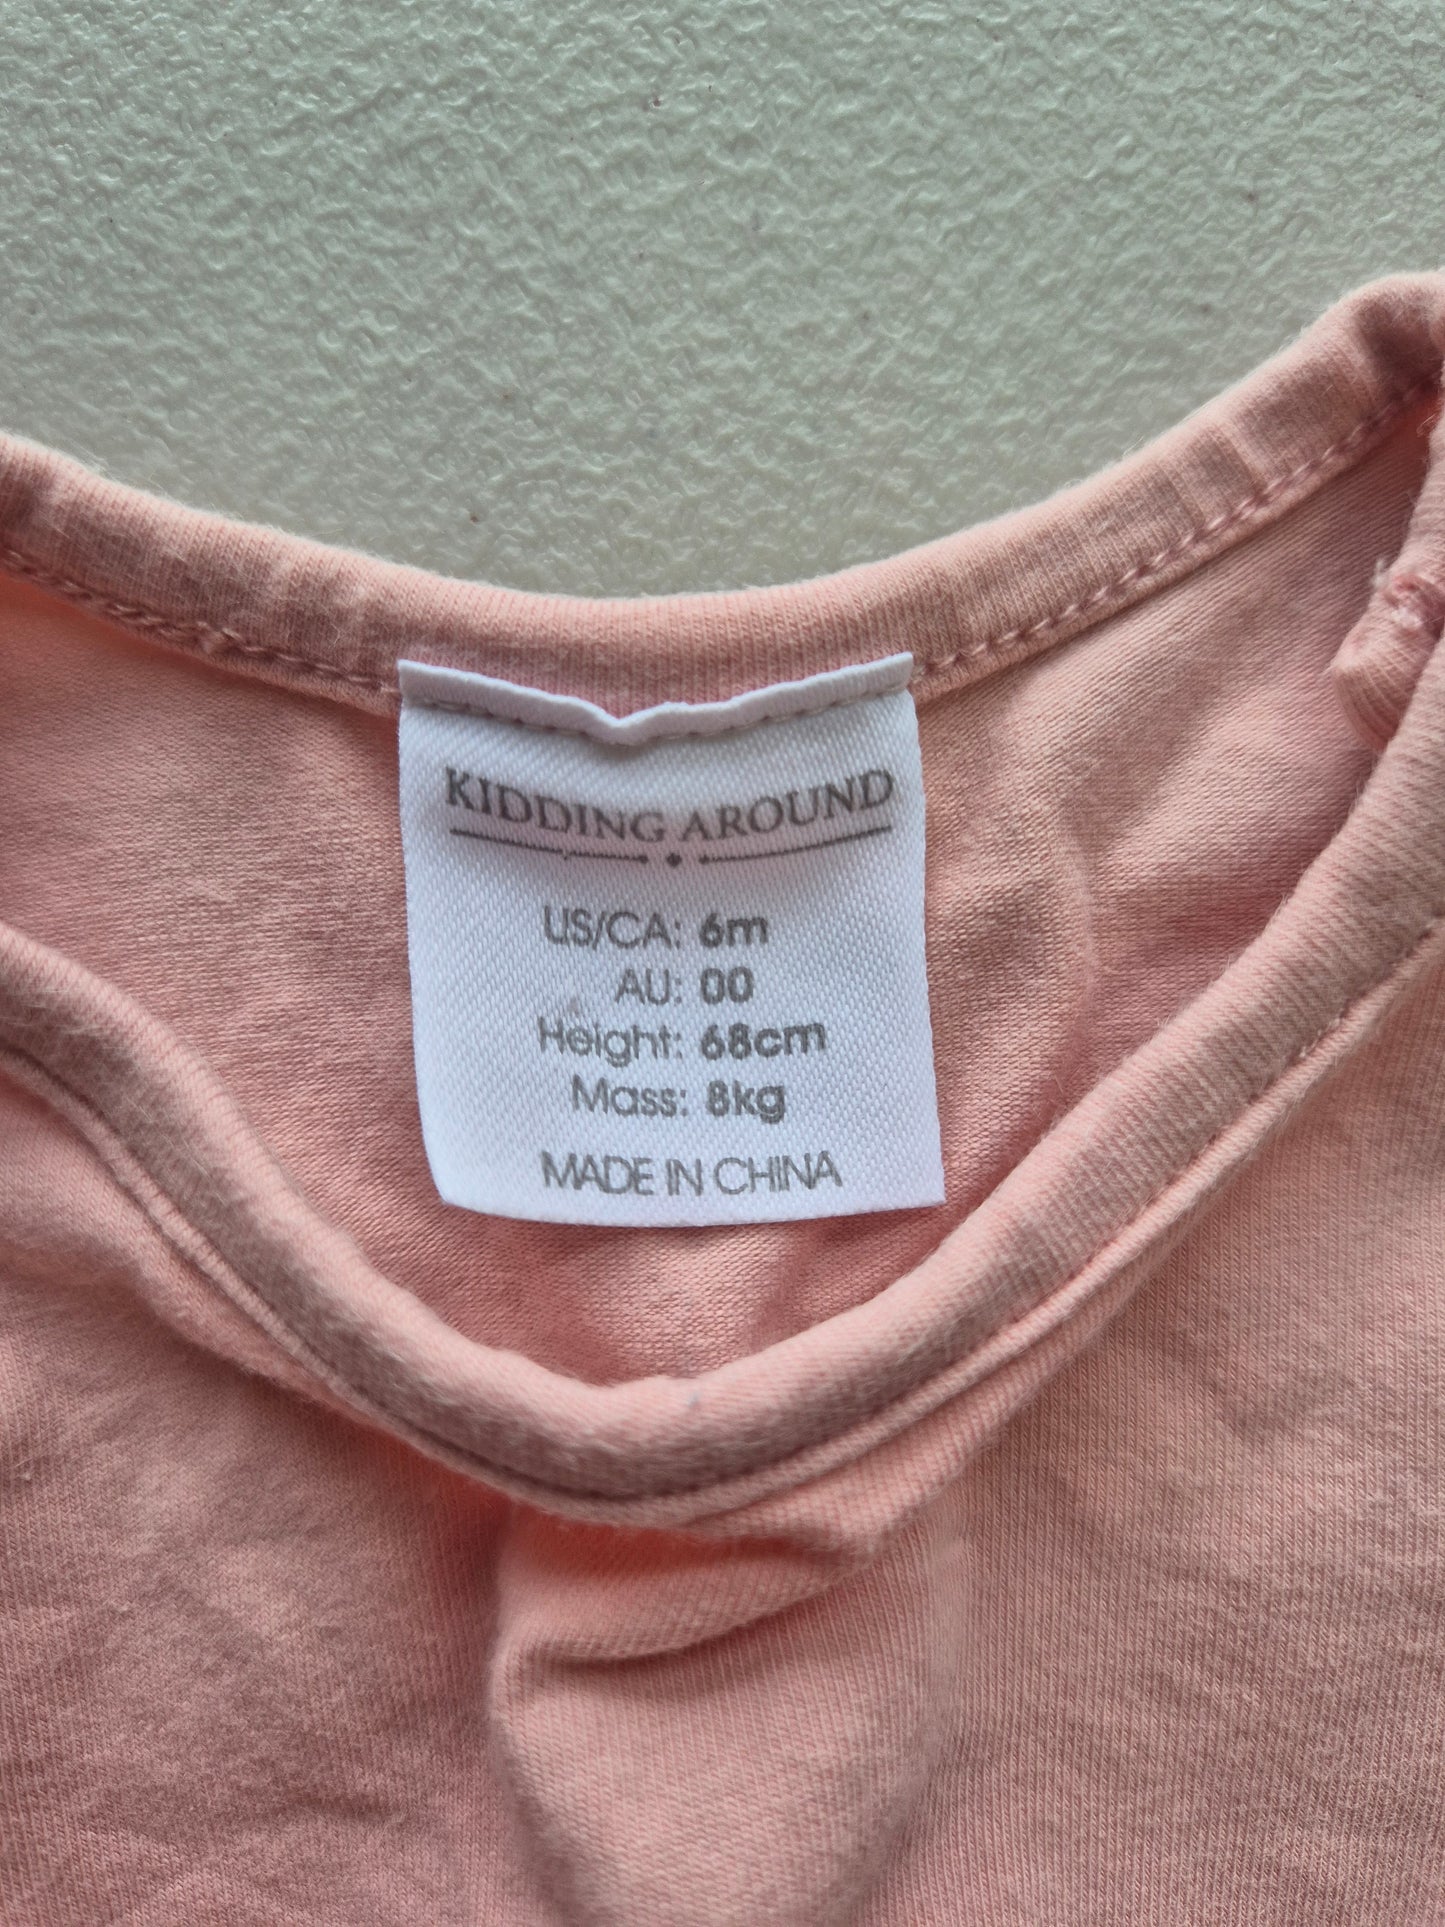 KIDDING AROUND
US/CA: 6m
AU: 00
Height: 68cm
Mass: 8kg
MADE IN CHINA